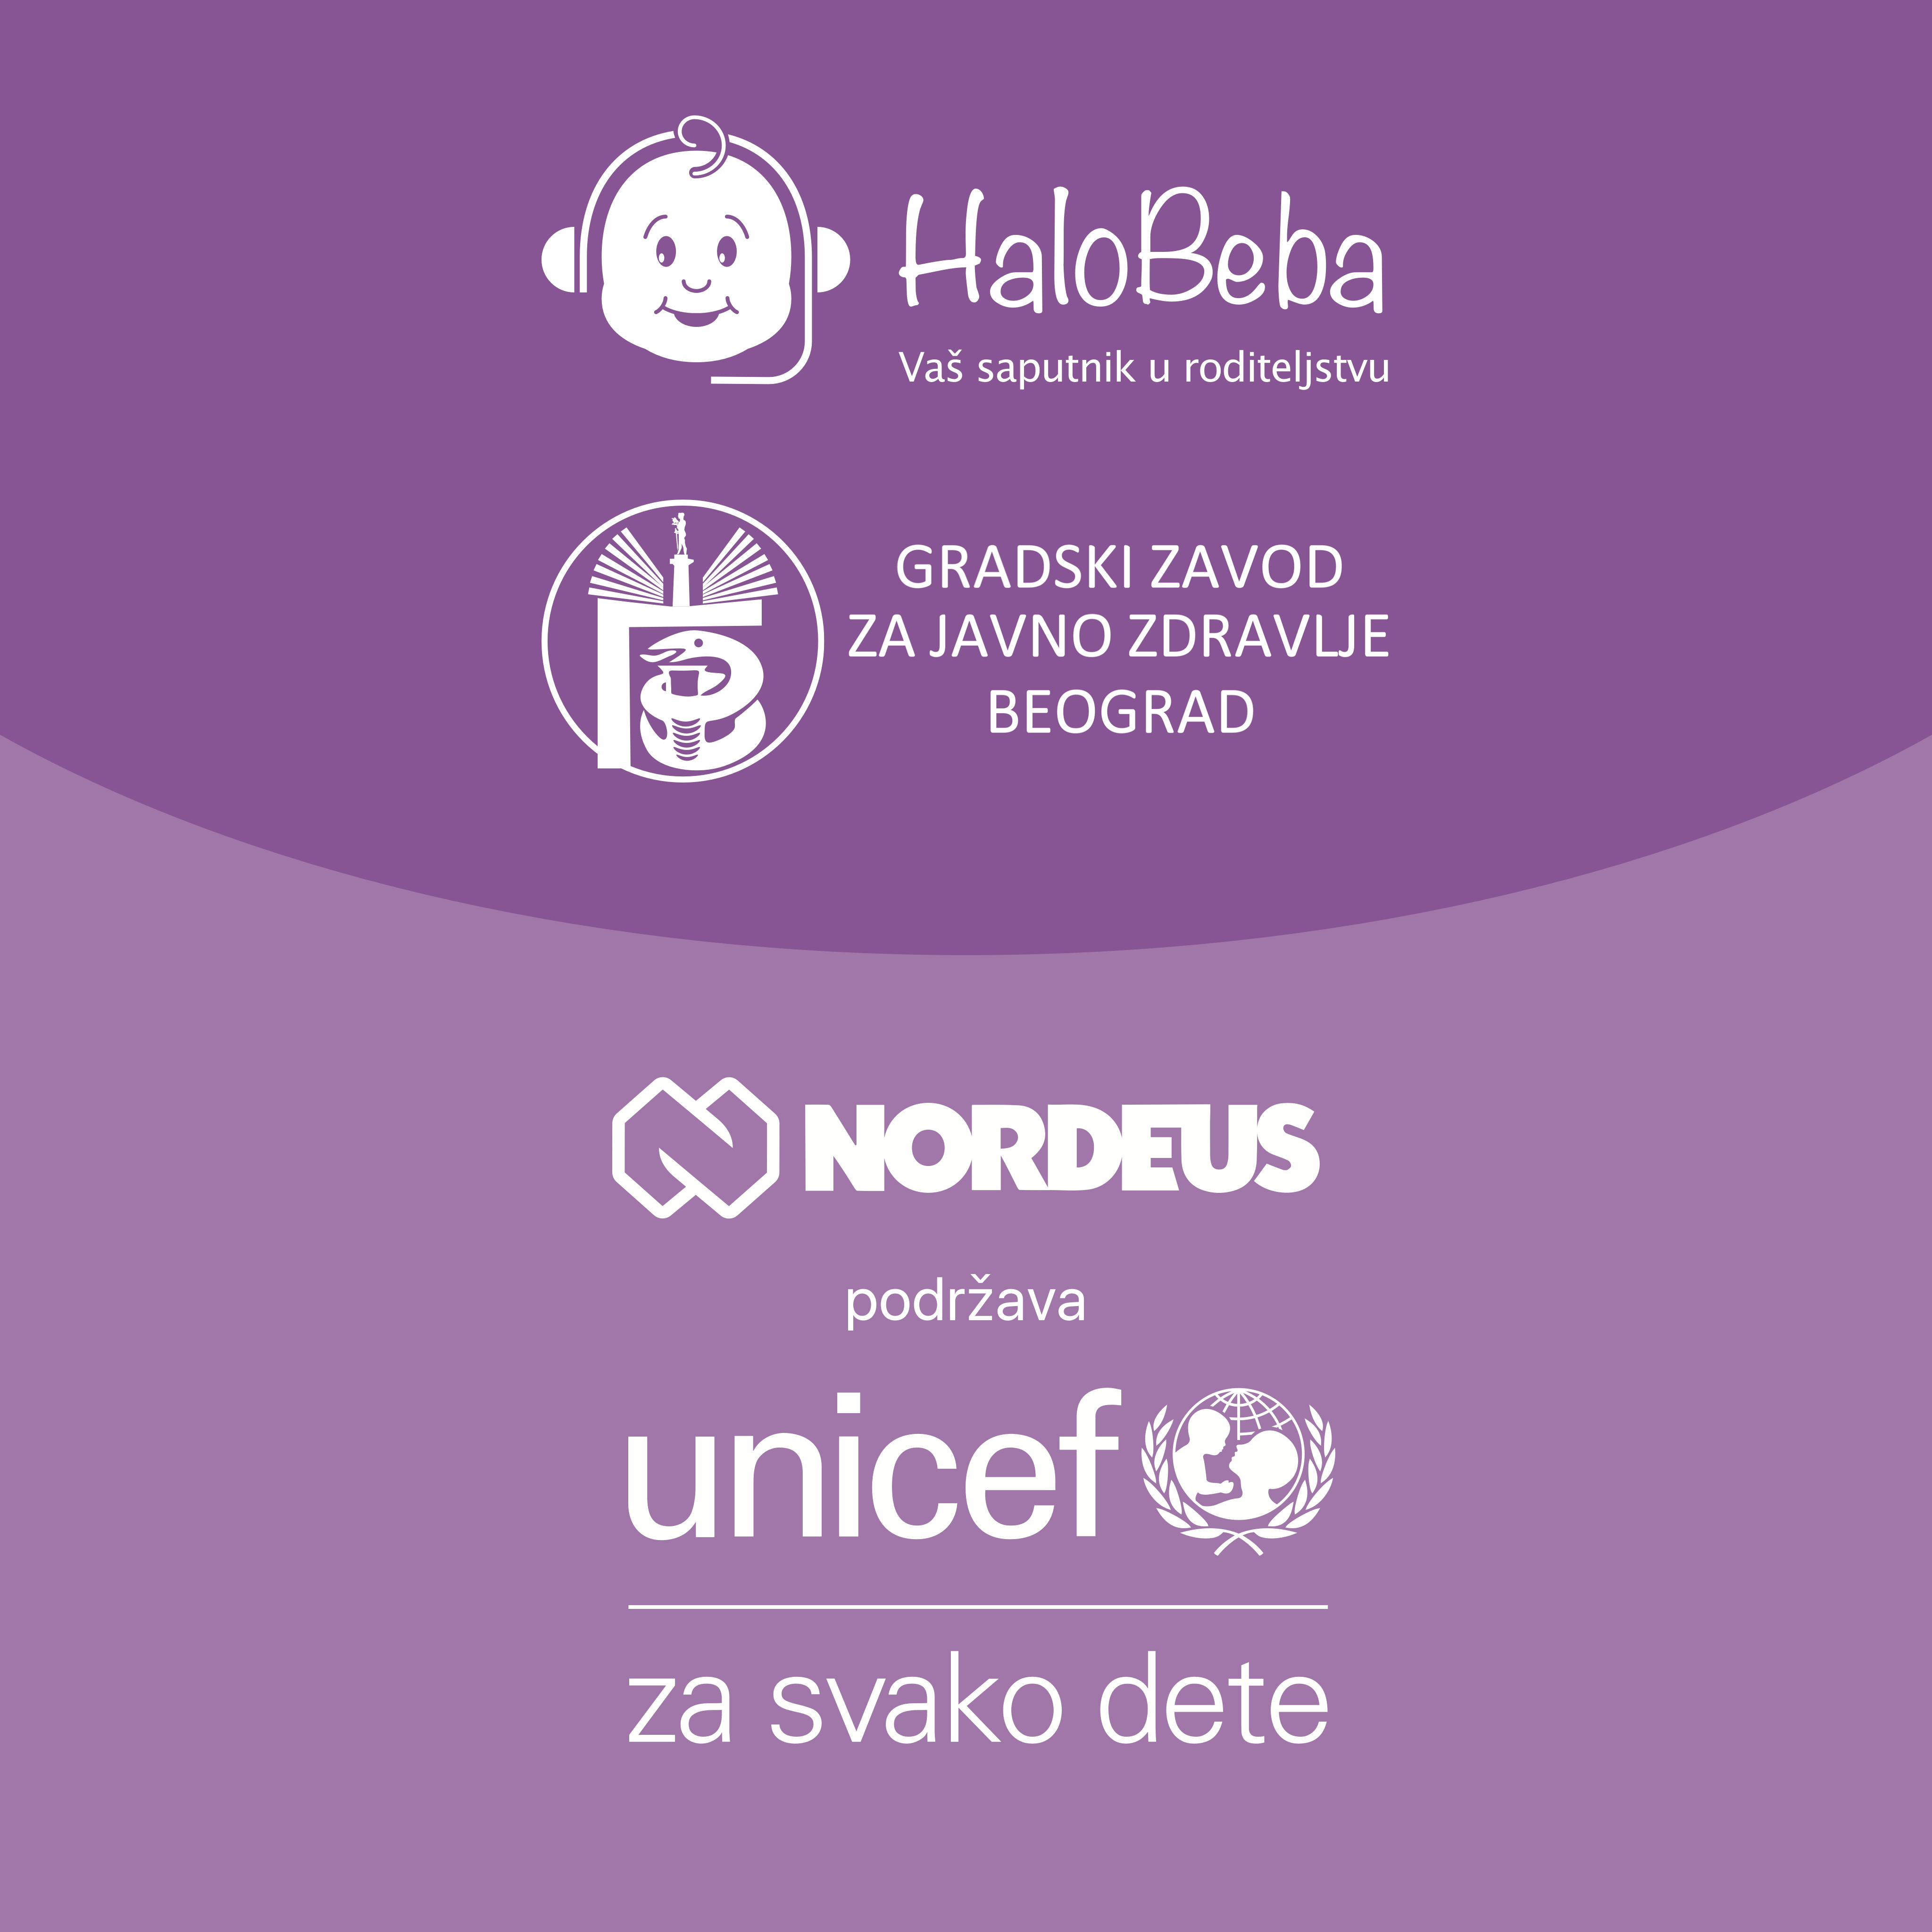 HaloBeba
Vaš saputnik u roditeljstvu
GRADSKI ZAVOD
ZA JAVNO ZDRAVLJE
BEOGRAD
NORDEUS
podržava
unicef
za svako dete